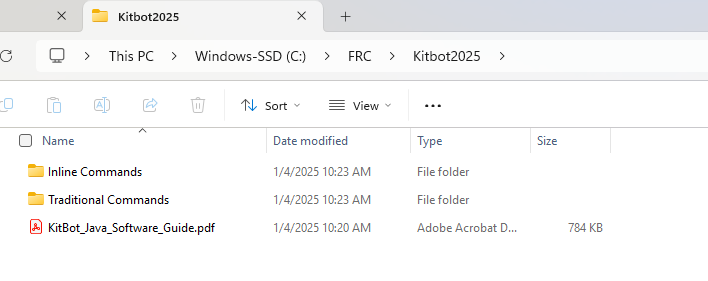 Kitbot2025
This PC > Windows-SSD (C:) > FRC > Kitbot2025 >
Sort View ...
Name Date modified Type Size
Inline Commands 1/4/2025 10:23 AM File folder
Traditional Commands 1/4/2025 10:23 AM File folder
KitBot_Java_Software_Guide.pdf 1/4/2025 10:20 AM Adobe Acrobat D... 784 KB